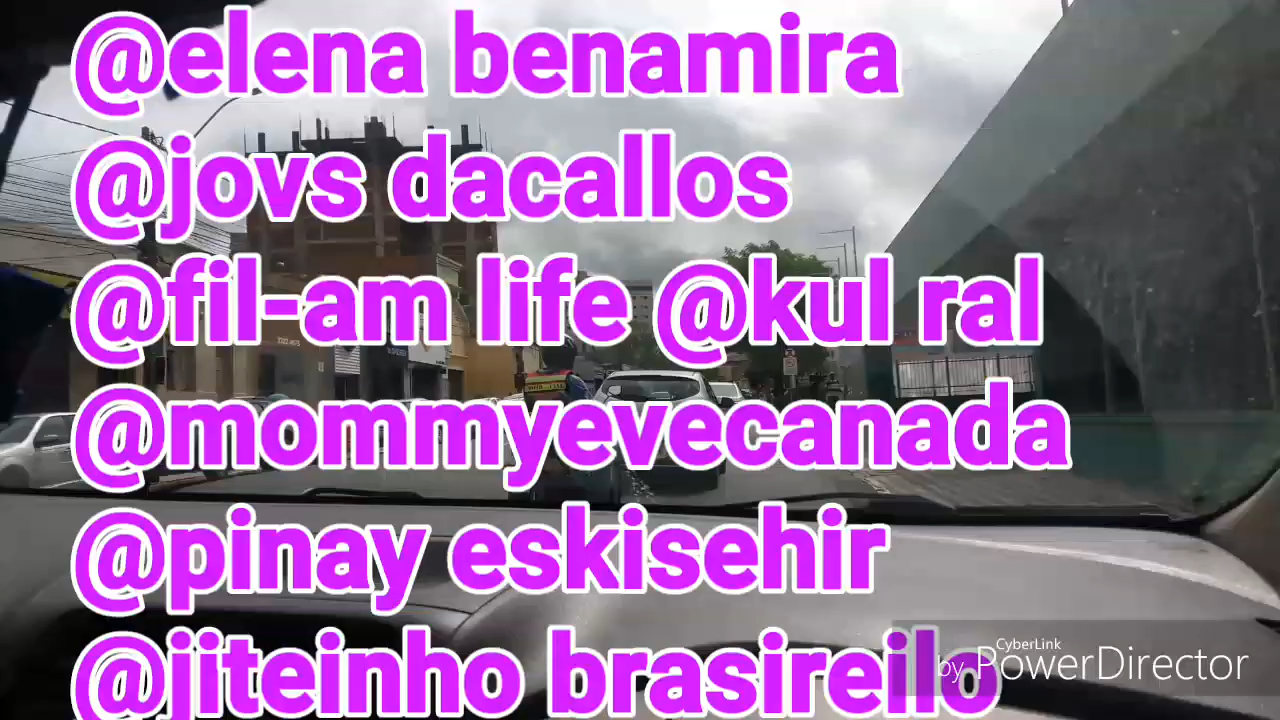 @elena benamira
@jovs dacallos
@fil-am life @kul ral
@mommyevecanada
@pinay eskisehir
@jiteinho brasireilo
CyberLink
by PowerDirector